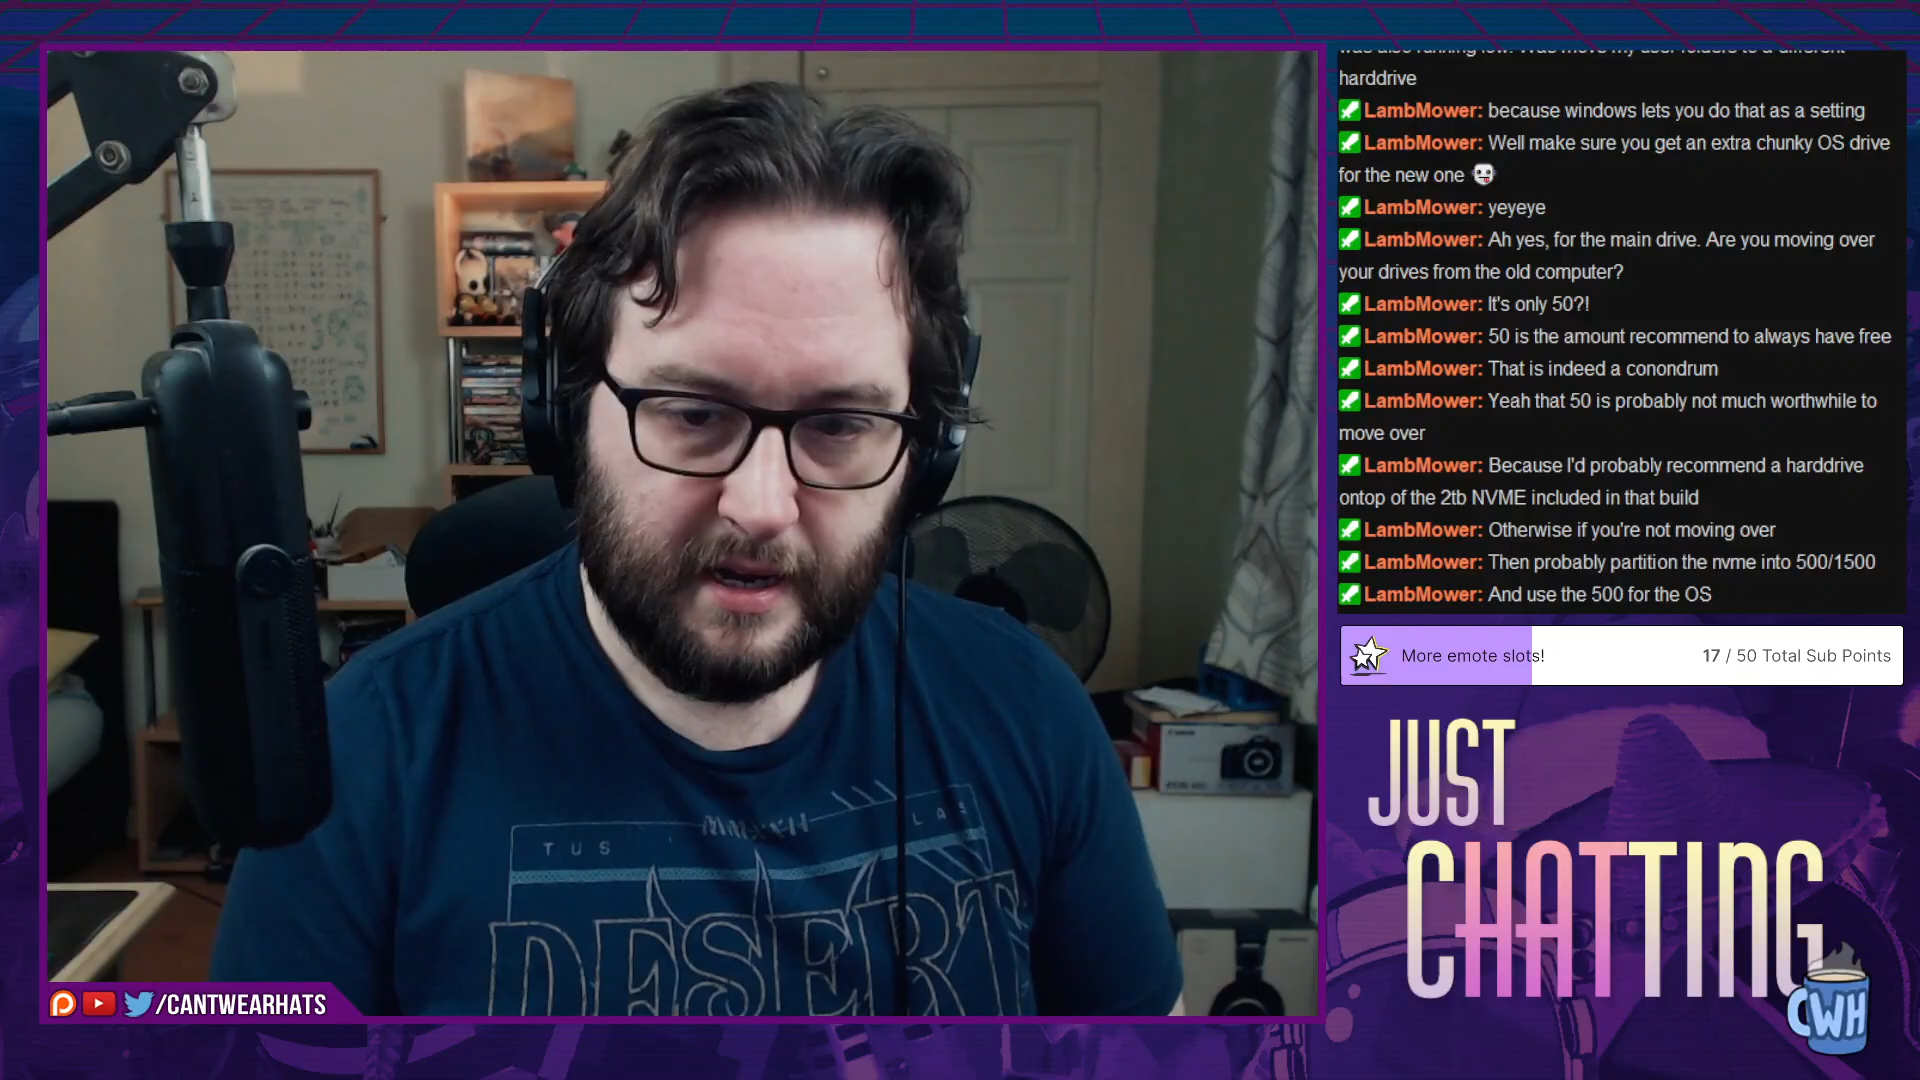 harddrive
LambMower: because windows lets you do that as a setting
LambMower: Well make sure you get an extra chunky OS drive
for the new one
LambMower: yeyeye
LambMower: Ah yes, for the main drive. Are you moving over
your drives from the old computer?
LambMower: It's only 50?!
LambMower: 50 is the amount recommend to always have free
LambMower: That is indeed a conondrum
LambMower: Yeah that 50 is probably not much worthwhile to
move over
LambMower: Because I'd probably recommend a harddrive
ontop of the 2tb NVME included in that build
LambMower: Otherwise if you're not moving over
LambMower: Then probably partition the nvme into 500/1500
LambMower: And use the 500 for the OS
More emote slots! 17 / 50 Total Sub Points
JUST
CHATTING
CWH
TUS
LAS
DESERT
Canon
/CANTWEARHATS